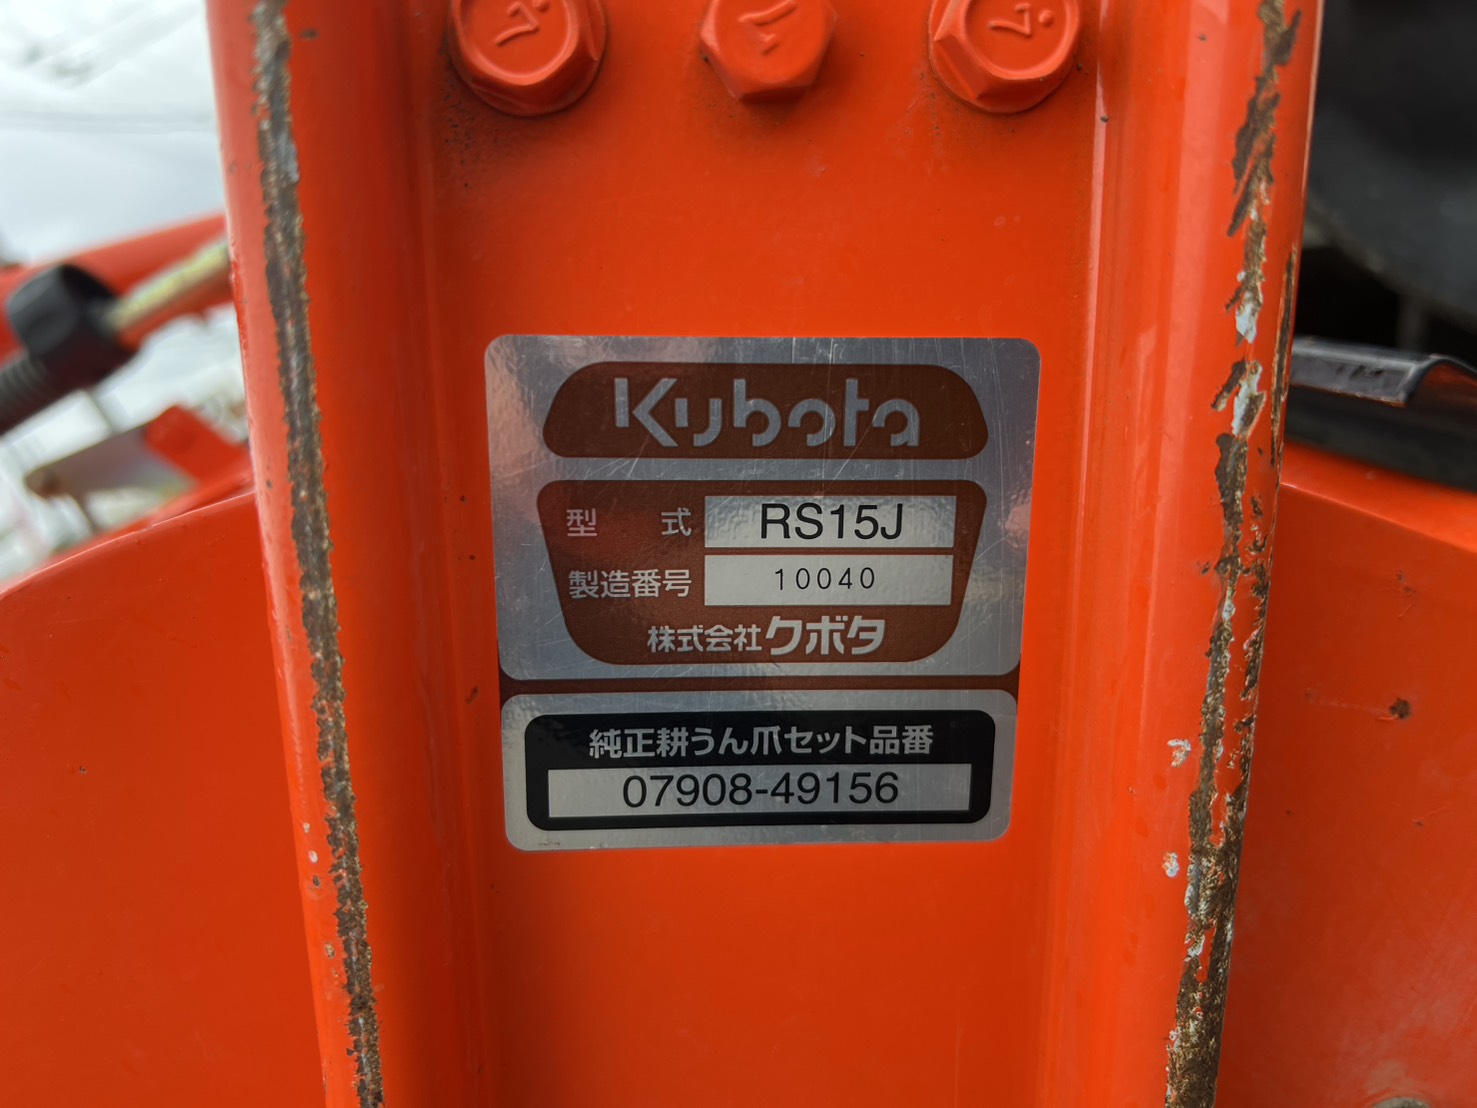 Kubota
型 式 RS15J
製造番号 10040
株式会社クボタ
純正耕うん爪セット品番
07908-49156